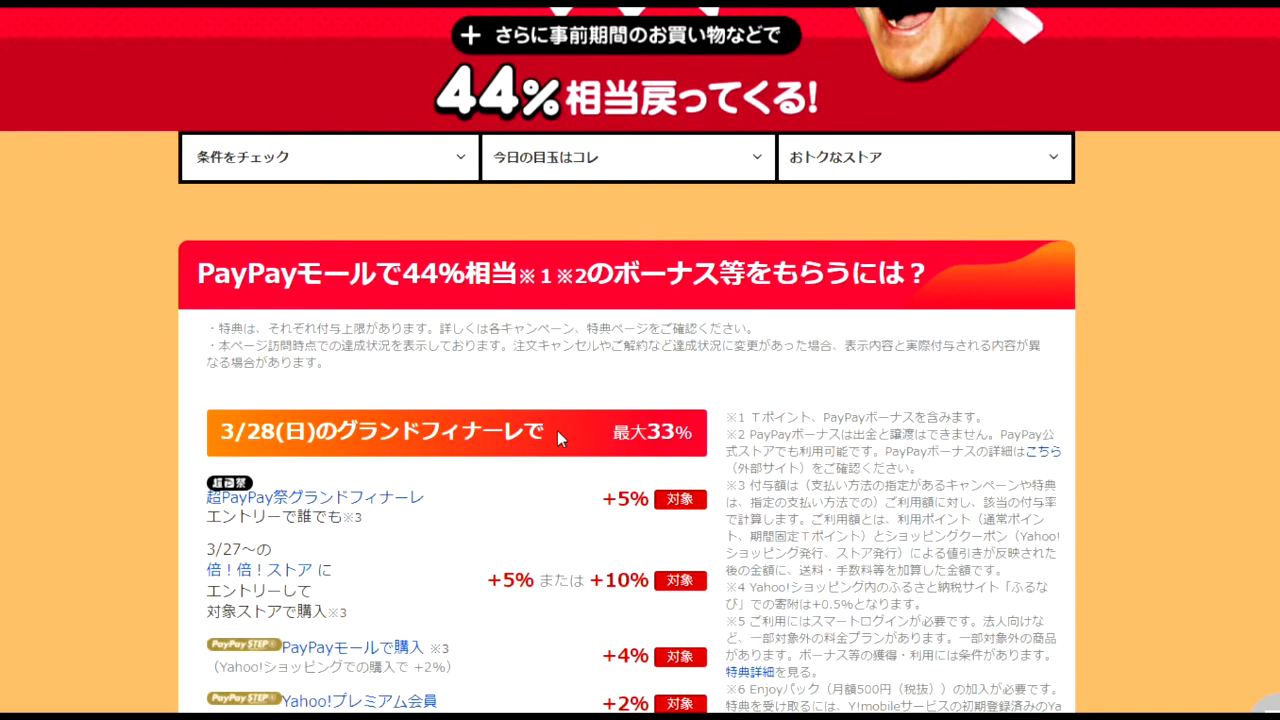 ＋ さらに事前期間のお買い物などで
44%相当戻ってくる!
条件をチェック
今日の目玉はコレ
おトクなストア
PayPayモールで44%相当※１※2のボーナス等をもらうには？
・特典は、それぞれ付与上限があります。詳しくは各キャンペーン、特典ページをご確認ください。
・本ページ訪問時点での達成状況を表示しております。注文キャンセルやご解約など達成状況に変更があった場合、表示内容と実際付与される内容が異
なる場合があります。
3/28(日)のグランドフィナーレで 最大33%
超PayPay祭グランドフィナーレ
エントリーで誰でも※3
+5% 対象
3/27～の
倍！倍！ストア に
エントリーして
対象ストアで購入※3
+5% または +10% 対象
PayPay STEP PayPayモールで購入 ※3
（Yahoo!ショッピングでの購入で +2%）
+4% 対象
PayPay STEP Yahoo!プレミアム会員
+2% 対象
※1 Ｔポイント、PayPayボーナスを含みます。
※2 PayPayボーナスは出金と譲渡はできません。PayPay公
式ストアでも利用可能です。PayPayボーナスの詳細はこちら
（外部サイト）をご確認ください。
※3 付与額は（支払い方法の指定があるキャンペーンや特典
は、指定の支払い方法での）ご利用額に対し、該当の付与率
で計算します。ご利用額とは、利用ポイント（通常ポイン
ト、期間固定Ｔポイント）とショッピングクーポン（Yahoo!
ショッピング発行、ストア発行）による値引きが反映された
後の金額に、送料・手数料等を加算した金額です。
※4 Yahoo!ショッピング内のふるさと納税サイト「ふるな
び」での寄附は+0.5%となります。
※5 ご利用にはスマートログインが必要です。法人向けな
ど、一部対象外の料金プランがあります。一部対象外の商品
があります。ボーナス等の獲得・利用には条件があります。
特典詳細を見る。
※6 Enjoyパック（月額500円（税抜））の加入が必要です。
特典を受け取るには、Y!mobileサービスの初期登録済みのYa